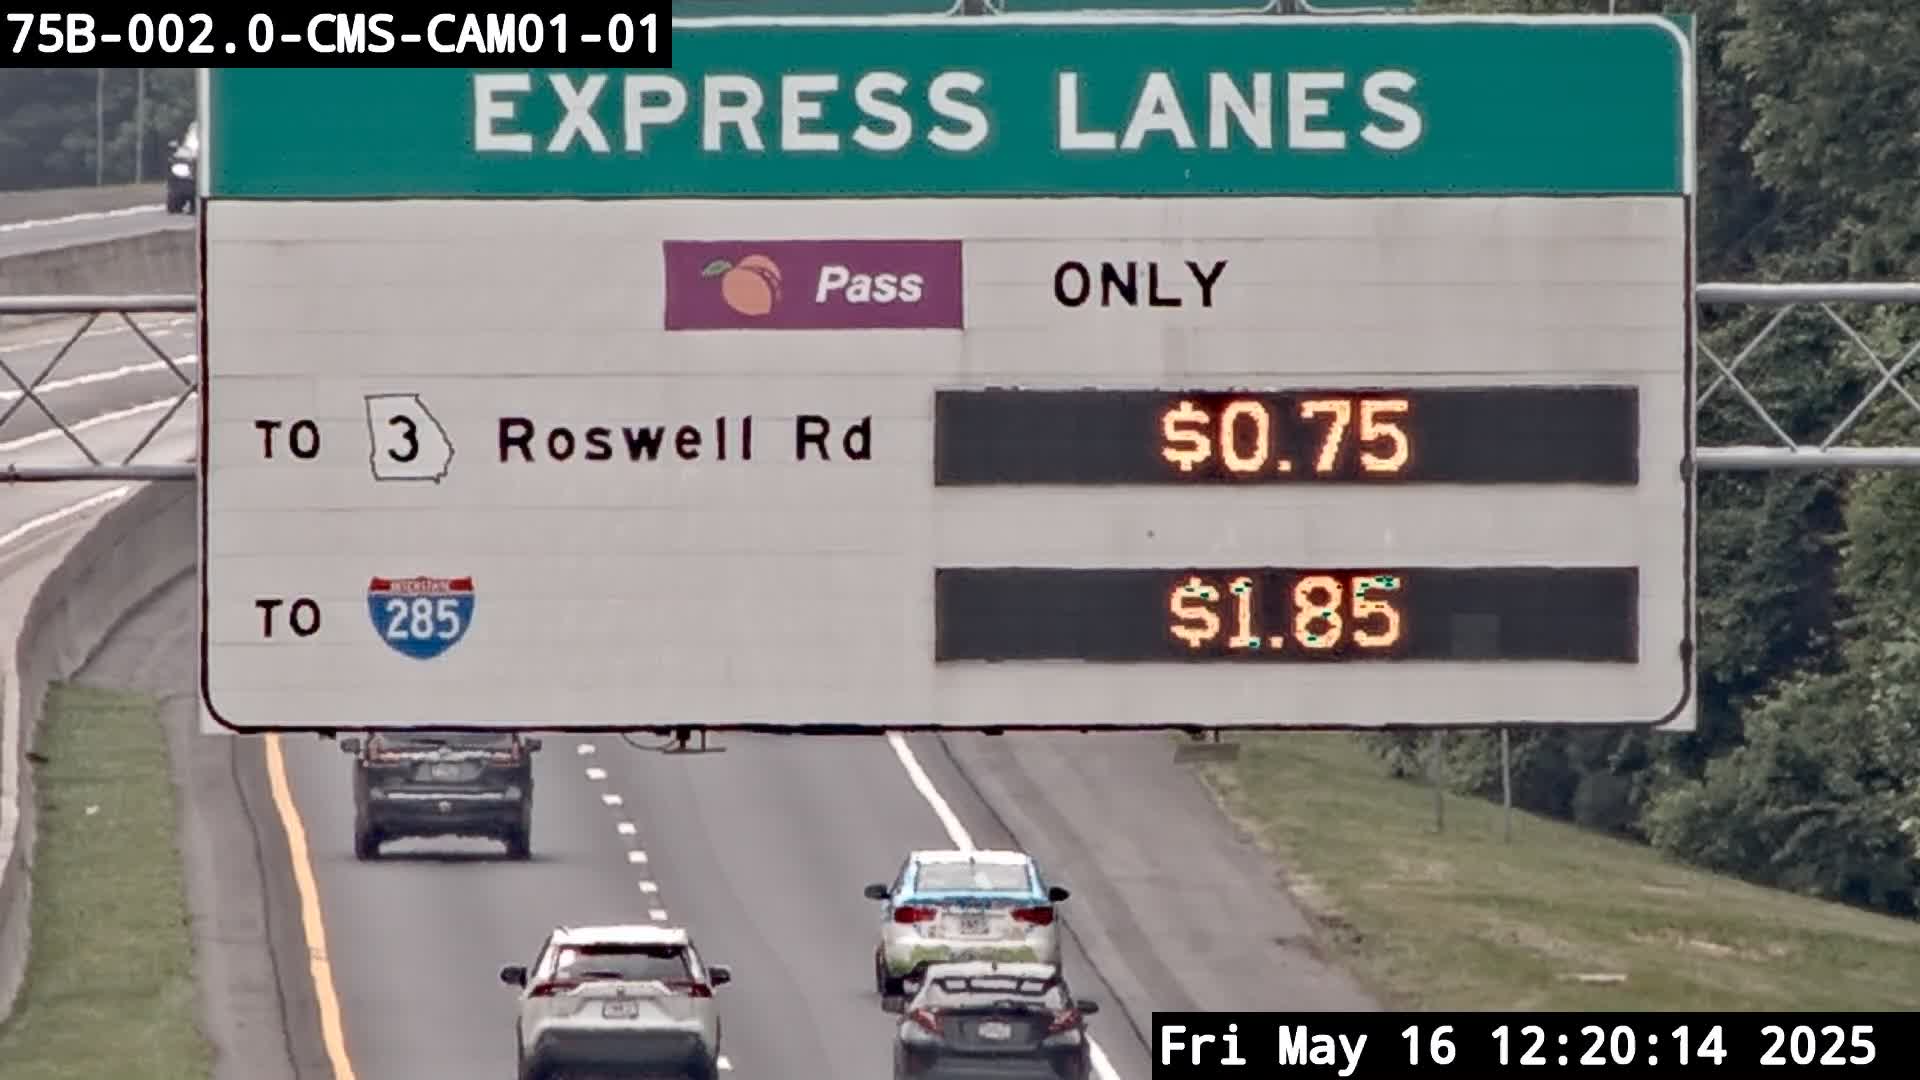 75B-002.0-CMS-CAM01-01
EXPRESS LANES
Pass ONLY
TO 3 Roswell Rd $0.75
INTERSTATE
TO 285 $1.85
Fri May 16 12:20:14 2025